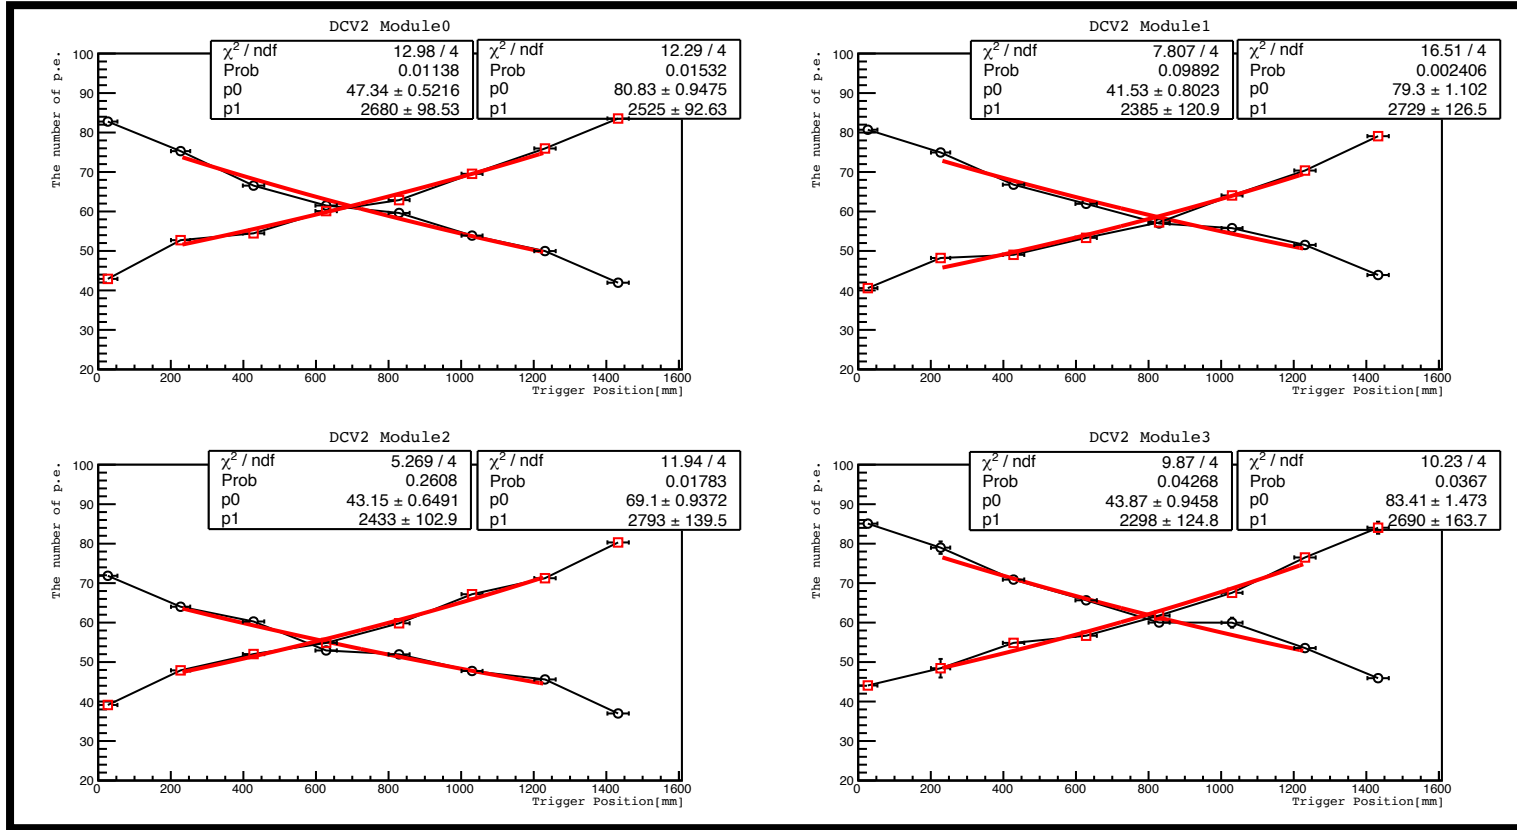 DCV2 Module0
χ² / ndf 12.98 / 4
Prob 0.01138
p0 47.34 ± 0.5216
p1 2680 ± 98.53
χ² / ndf 12.29 / 4
Prob 0.01532
p0 80.83 ± 0.9475
p1 2525 ± 92.63
The number of p.e.
100
90
80
70
60
50
40
30
20
0 200 400 600 800 1000 1200 1400 1600
Trigger Position[mm]
DCV2 Module1
χ² / ndf 7.807 / 4
Prob 0.09892
p0 41.53 ± 0.8023
p1 2385 ± 120.9
χ² / ndf 16.51 / 4
Prob 0.002406
p0 79.3 ± 1.102
p1 2729 ± 126.5
The number of p.e.
100
90
80
70
60
50
40
30
20
0 200 400 600 800 1000 1200 1400 1600
Trigger Position[mm]
DCV2 Module2
χ² / ndf 5.269 / 4
Prob 0.2608
p0 43.15 ± 0.6491
p1 2433 ± 102.9
χ² / ndf 11.94 / 4
Prob 0.01783
p0 69.1 ± 0.9372
p1 2793 ± 139.5
The number of p.e.
100
90
80
70
60
50
40
30
20
0 200 400 600 800 1000 1200 1400 1600
Trigger Position[mm]
DCV2 Module3
χ² / ndf 9.87 / 4
Prob 0.04268
p0 43.87 ± 0.9458
p1 2298 ± 124.8
χ² / ndf 10.23 / 4
Prob 0.0367
p0 83.41 ± 1.473
p1 2690 ± 163.7
The number of p.e.
100
90
80
70
60
50
40
30
20
0 200 400 600 800 1000 1200 1400 1600
Trigger Position[mm]